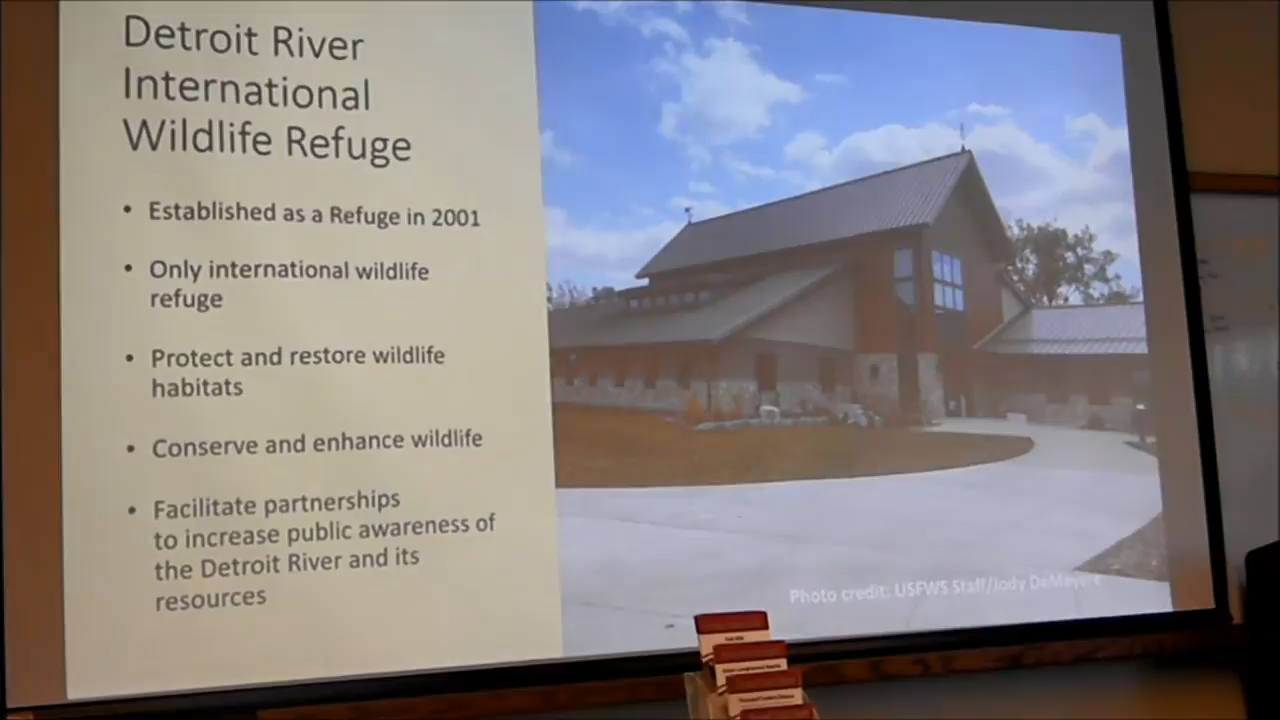 Detroit River
International
Wildlife Refuge
• Established as a Refuge in 2001
• Only international wildlife
refuge
• Protect and restore wildlife
habitats
• Conserve and enhance wildlife
• Facilitate partnerships
to increase public awareness of
the Detroit River and its
resources
Photo credit: USFWS Staff/Jody DeMeyere